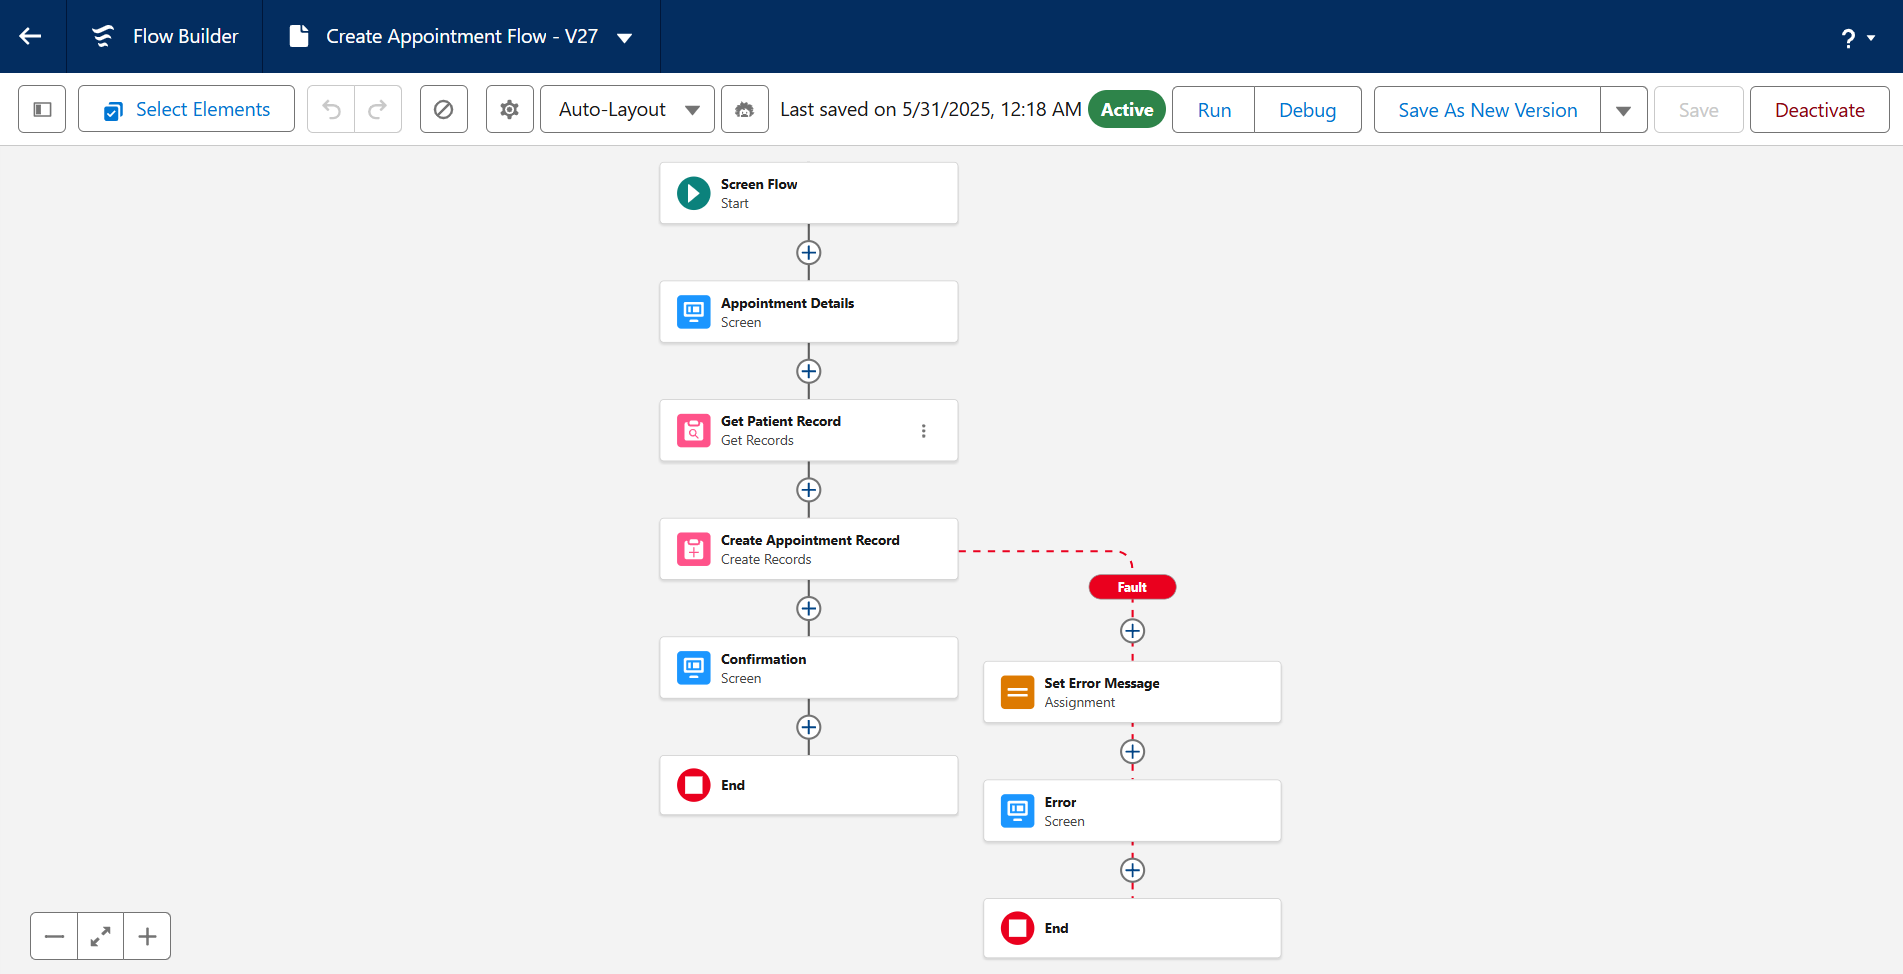 Flow Builder
Create Appointment Flow - V27
?
Select Elements
Auto-Layout
Last saved on 5/31/2025, 12:18 AM
Active
Run
Debug
Save As New Version
Save
Deactivate
Screen Flow
Start
Appointment Details
Screen
Get Patient Record
Get Records
Create Appointment Record
Create Records
Fault
Confirmation
Screen
Set Error Message
Assignment
End
Error
Screen
End